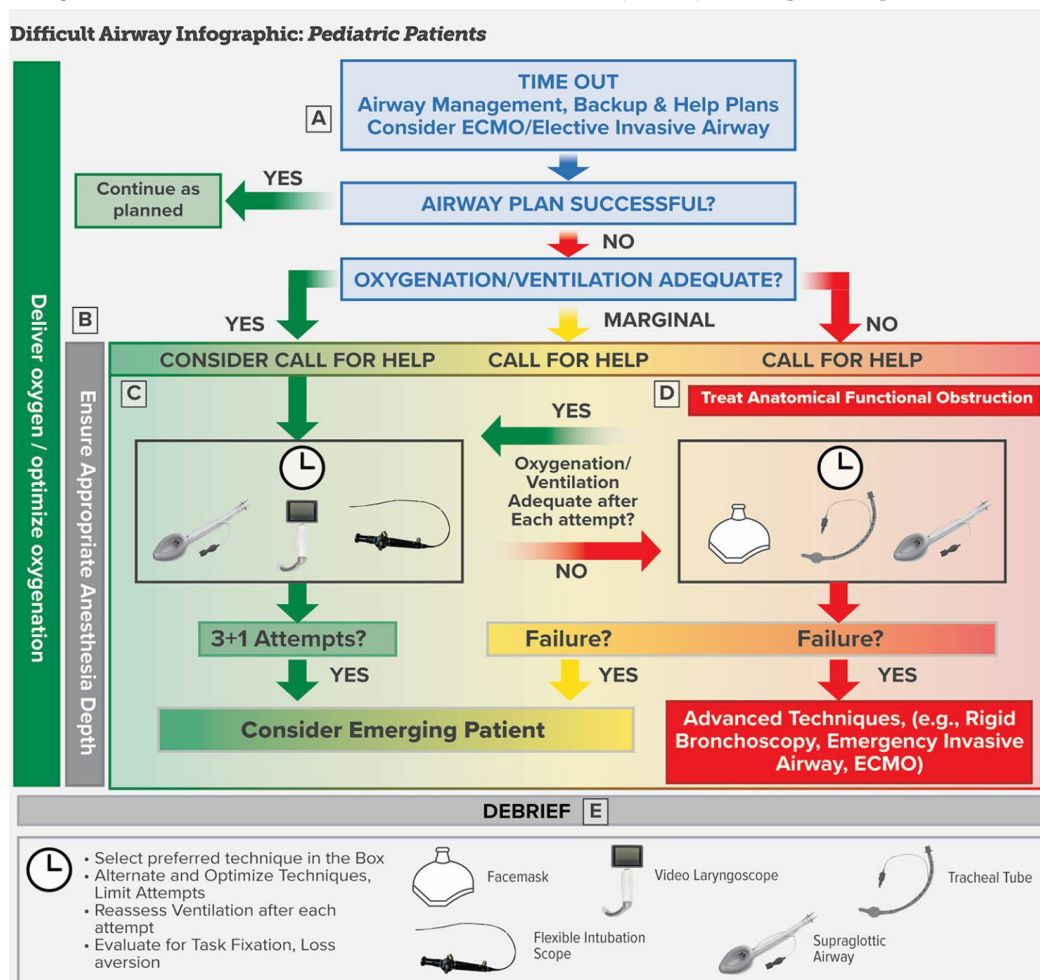 Difficult Airway Infographic: Pediatric Patients
TIME OUT
Airway Management, Backup & Help Plans
Consider ECMO/Elective Invasive Airway
A
YES
Continue as
planned
AIRWAY PLAN SUCCESSFUL?
NO
OXYGENATION/VENTILATION ADEQUATE?
Deliver oxygen / optimize oxygenation
B
YES
MARGINAL
NO
Ensure Appropriate Anesthesia Depth
CONSIDER CALL FOR HELP
CALL FOR HELP
CALL FOR HELP
C
D
Treat Anatomical Functional Obstruction
YES
Oxygenation/
Ventilation
Adequate after
Each attempt?
NO
3+1 Attempts?
Failure?
Failure?
YES
YES
YES
Consider Emerging Patient
Advanced Techniques, (e.g., Rigid
Bronchoscopy, Emergency Invasive
Airway, ECMO)
DEBRIEF
E
• Select preferred technique in the Box
• Alternate and Optimize Techniques,
Limit Attempts
• Reassess Ventilation after each
attempt
• Evaluate for Task Fixation, Loss
aversion
Facemask
Video Laryngoscope
Tracheal Tube
Flexible Intubation
Scope
Supraglottic
Airway